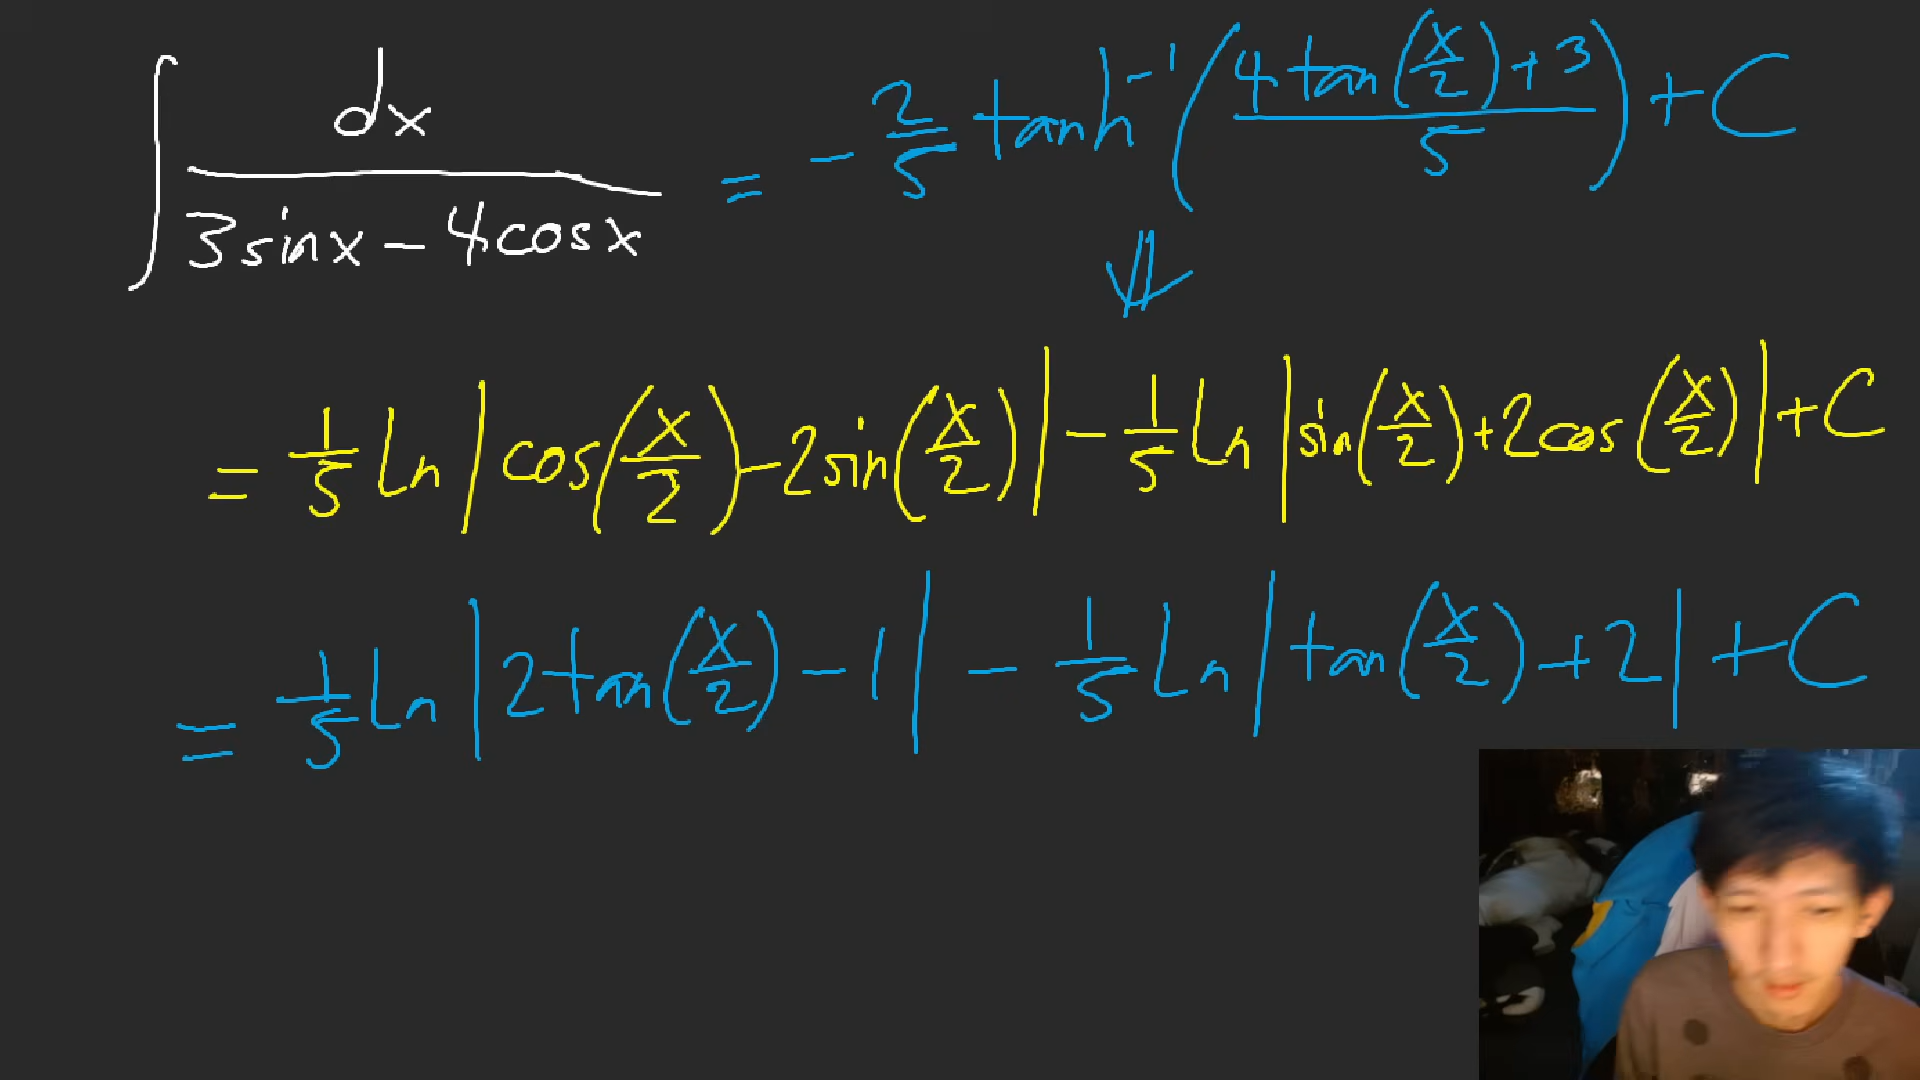 ∫ dx / (3sinx - 4cosx) = -2/5 tanh⁻¹((4tan(x/2)+3)/5) + C
⇓
= 1/5 Ln|cos(x/2) - 2sin(x/2)| - 1/5 Ln|sin(x/2)+2cos(x/2)| + C
= 1/5 Ln|2tan(x/2) - 1| - 1/5 Ln|tan(x/2) + 2| + C